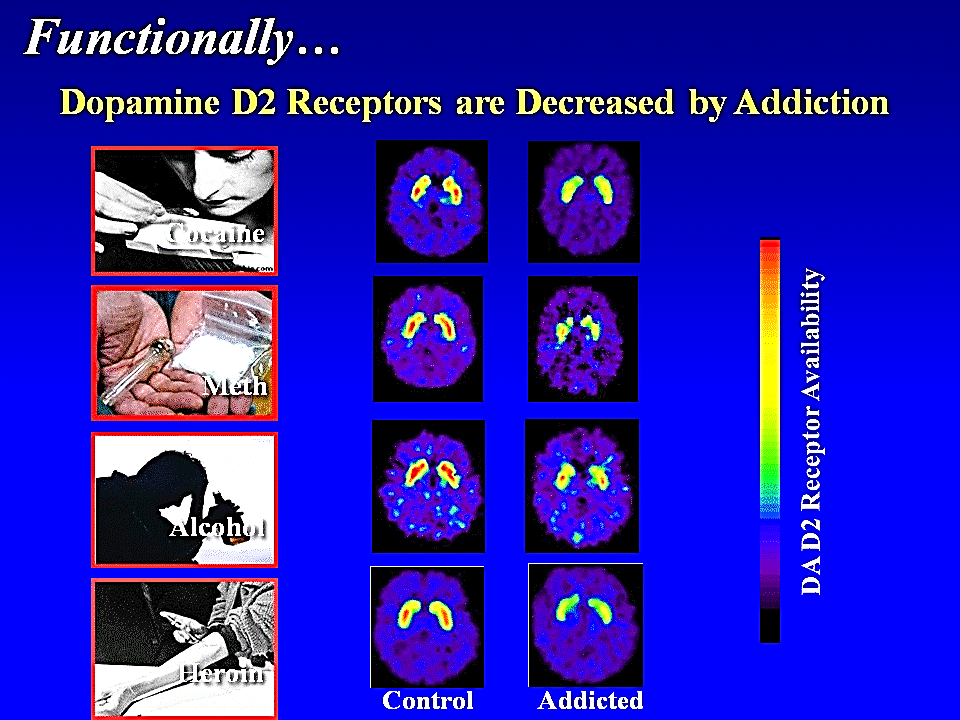 Functionally…
Dopamine D2 Receptors are Decreased by Addiction
Cocaine
Meth
Alcohol
Heroin
Control
Addicted
DA D2 Receptor Availability